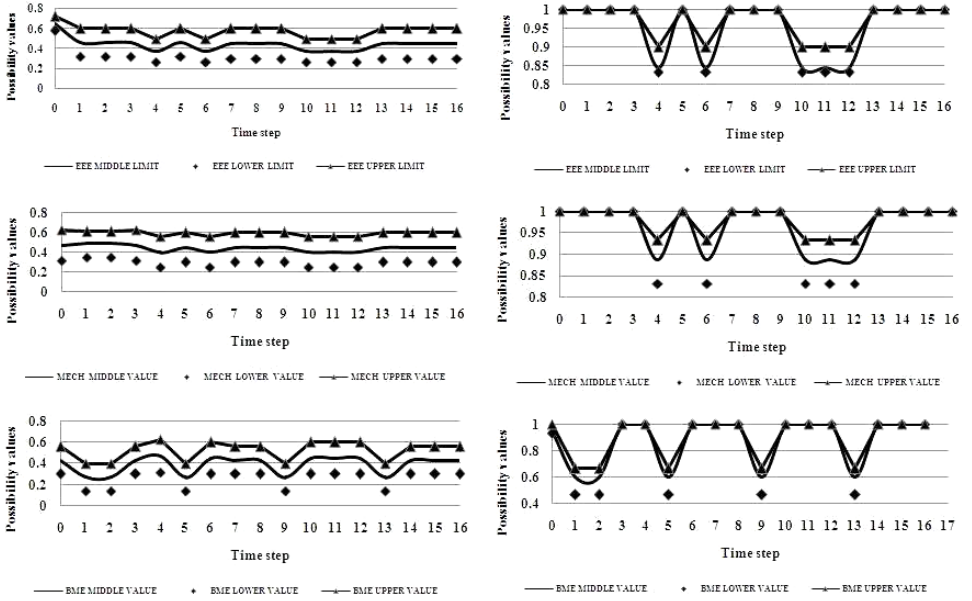 Possibility values
0.8
0.6
0.4
0.2
0
0 1 2 3 4 5 6 7 8 9 10 11 12 13 14 15 16
Time step
EEE MIDDLE LIMIT EEE LOWER LIMIT EEE UPPER LIMIT
Possibility values
1
0.95
0.9
0.85
0.8
0 1 2 3 4 5 6 7 8 9 10 11 12 13 14 15 16
Time step
EEE MIDDLE LIMIT EEE LOWER LIMIT EEE UPPER LIMIT
Possibility values
0.8
0.6
0.4
0.2
0
0 1 2 3 4 5 6 7 8 9 10 11 12 13 14 15 16
Time step
MECH MIDDLE VALUE MECH LOWER VALUE MECH UPPER VALUE
Possibility values
1
0.95
0.9
0.85
0.8
0 1 2 3 4 5 6 7 8 9 10 11 12 13 14 15 16
Time step
MECH MIDDLE VALUE MECH LOWER VALUE MECH UPPER VALUE
Possibility values
0.8
0.6
0.4
0.2
0
0 1 2 3 4 5 6 7 8 9 10 11 12 13 14 15 16
Time step
BME MIDDLE VALUE BME LOWER VALUE BME UPPER VALUE
Possibility values
1
0.8
0.6
0.4
0 1 2 3 4 5 6 7 8 9 10 11 12 13 14 15 16 17
Time step
BME MIDDLE VALUE BME LOWER VALUE BME UPPER VALUE